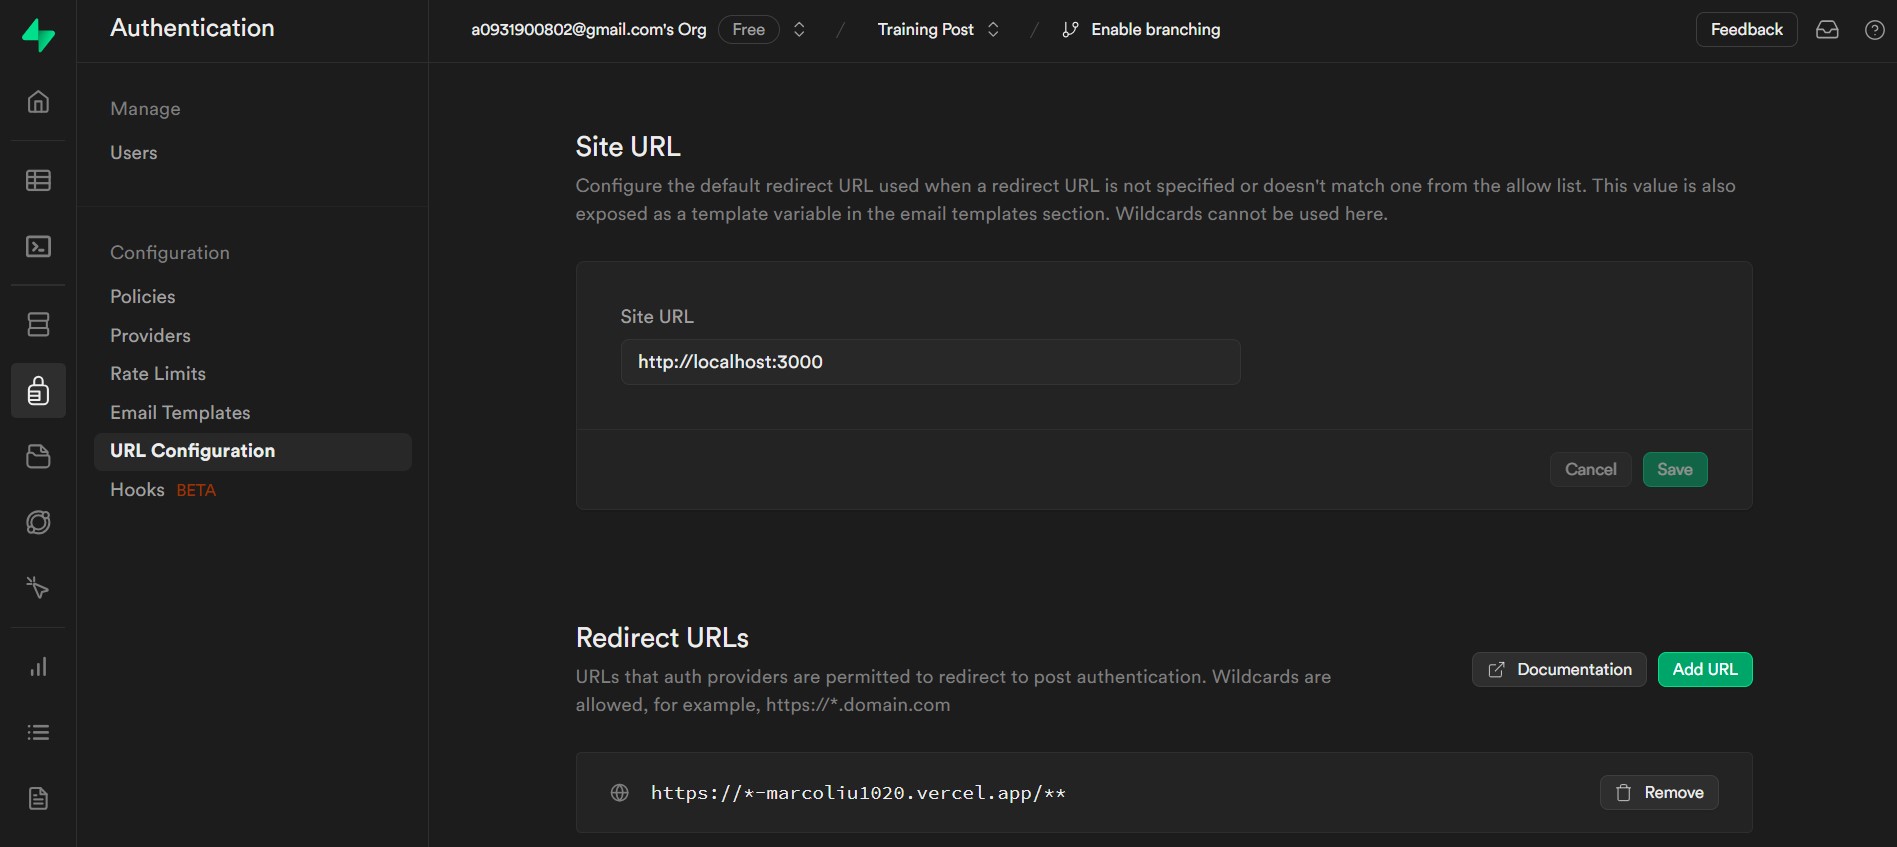 Authentication
a0931900802@gmail.com's Org Free / Training Post / Enable branching
Feedback
Manage
Users
Configuration
Policies
Providers
Rate Limits
Email Templates
URL Configuration
Hooks BETA
Site URL
Configure the default redirect URL used when a redirect URL is not specified or doesn't match one from the allow list. This value is also
exposed as a template variable in the email templates section. Wildcards cannot be used here.
Site URL
http://localhost:3000
Cancel Save
Redirect URLs
URLs that auth providers are permitted to redirect to post authentication. Wildcards are
allowed, for example, https://*.domain.com
Documentation Add URL
https://*-marcoliu1020.vercel.app/**
Remove